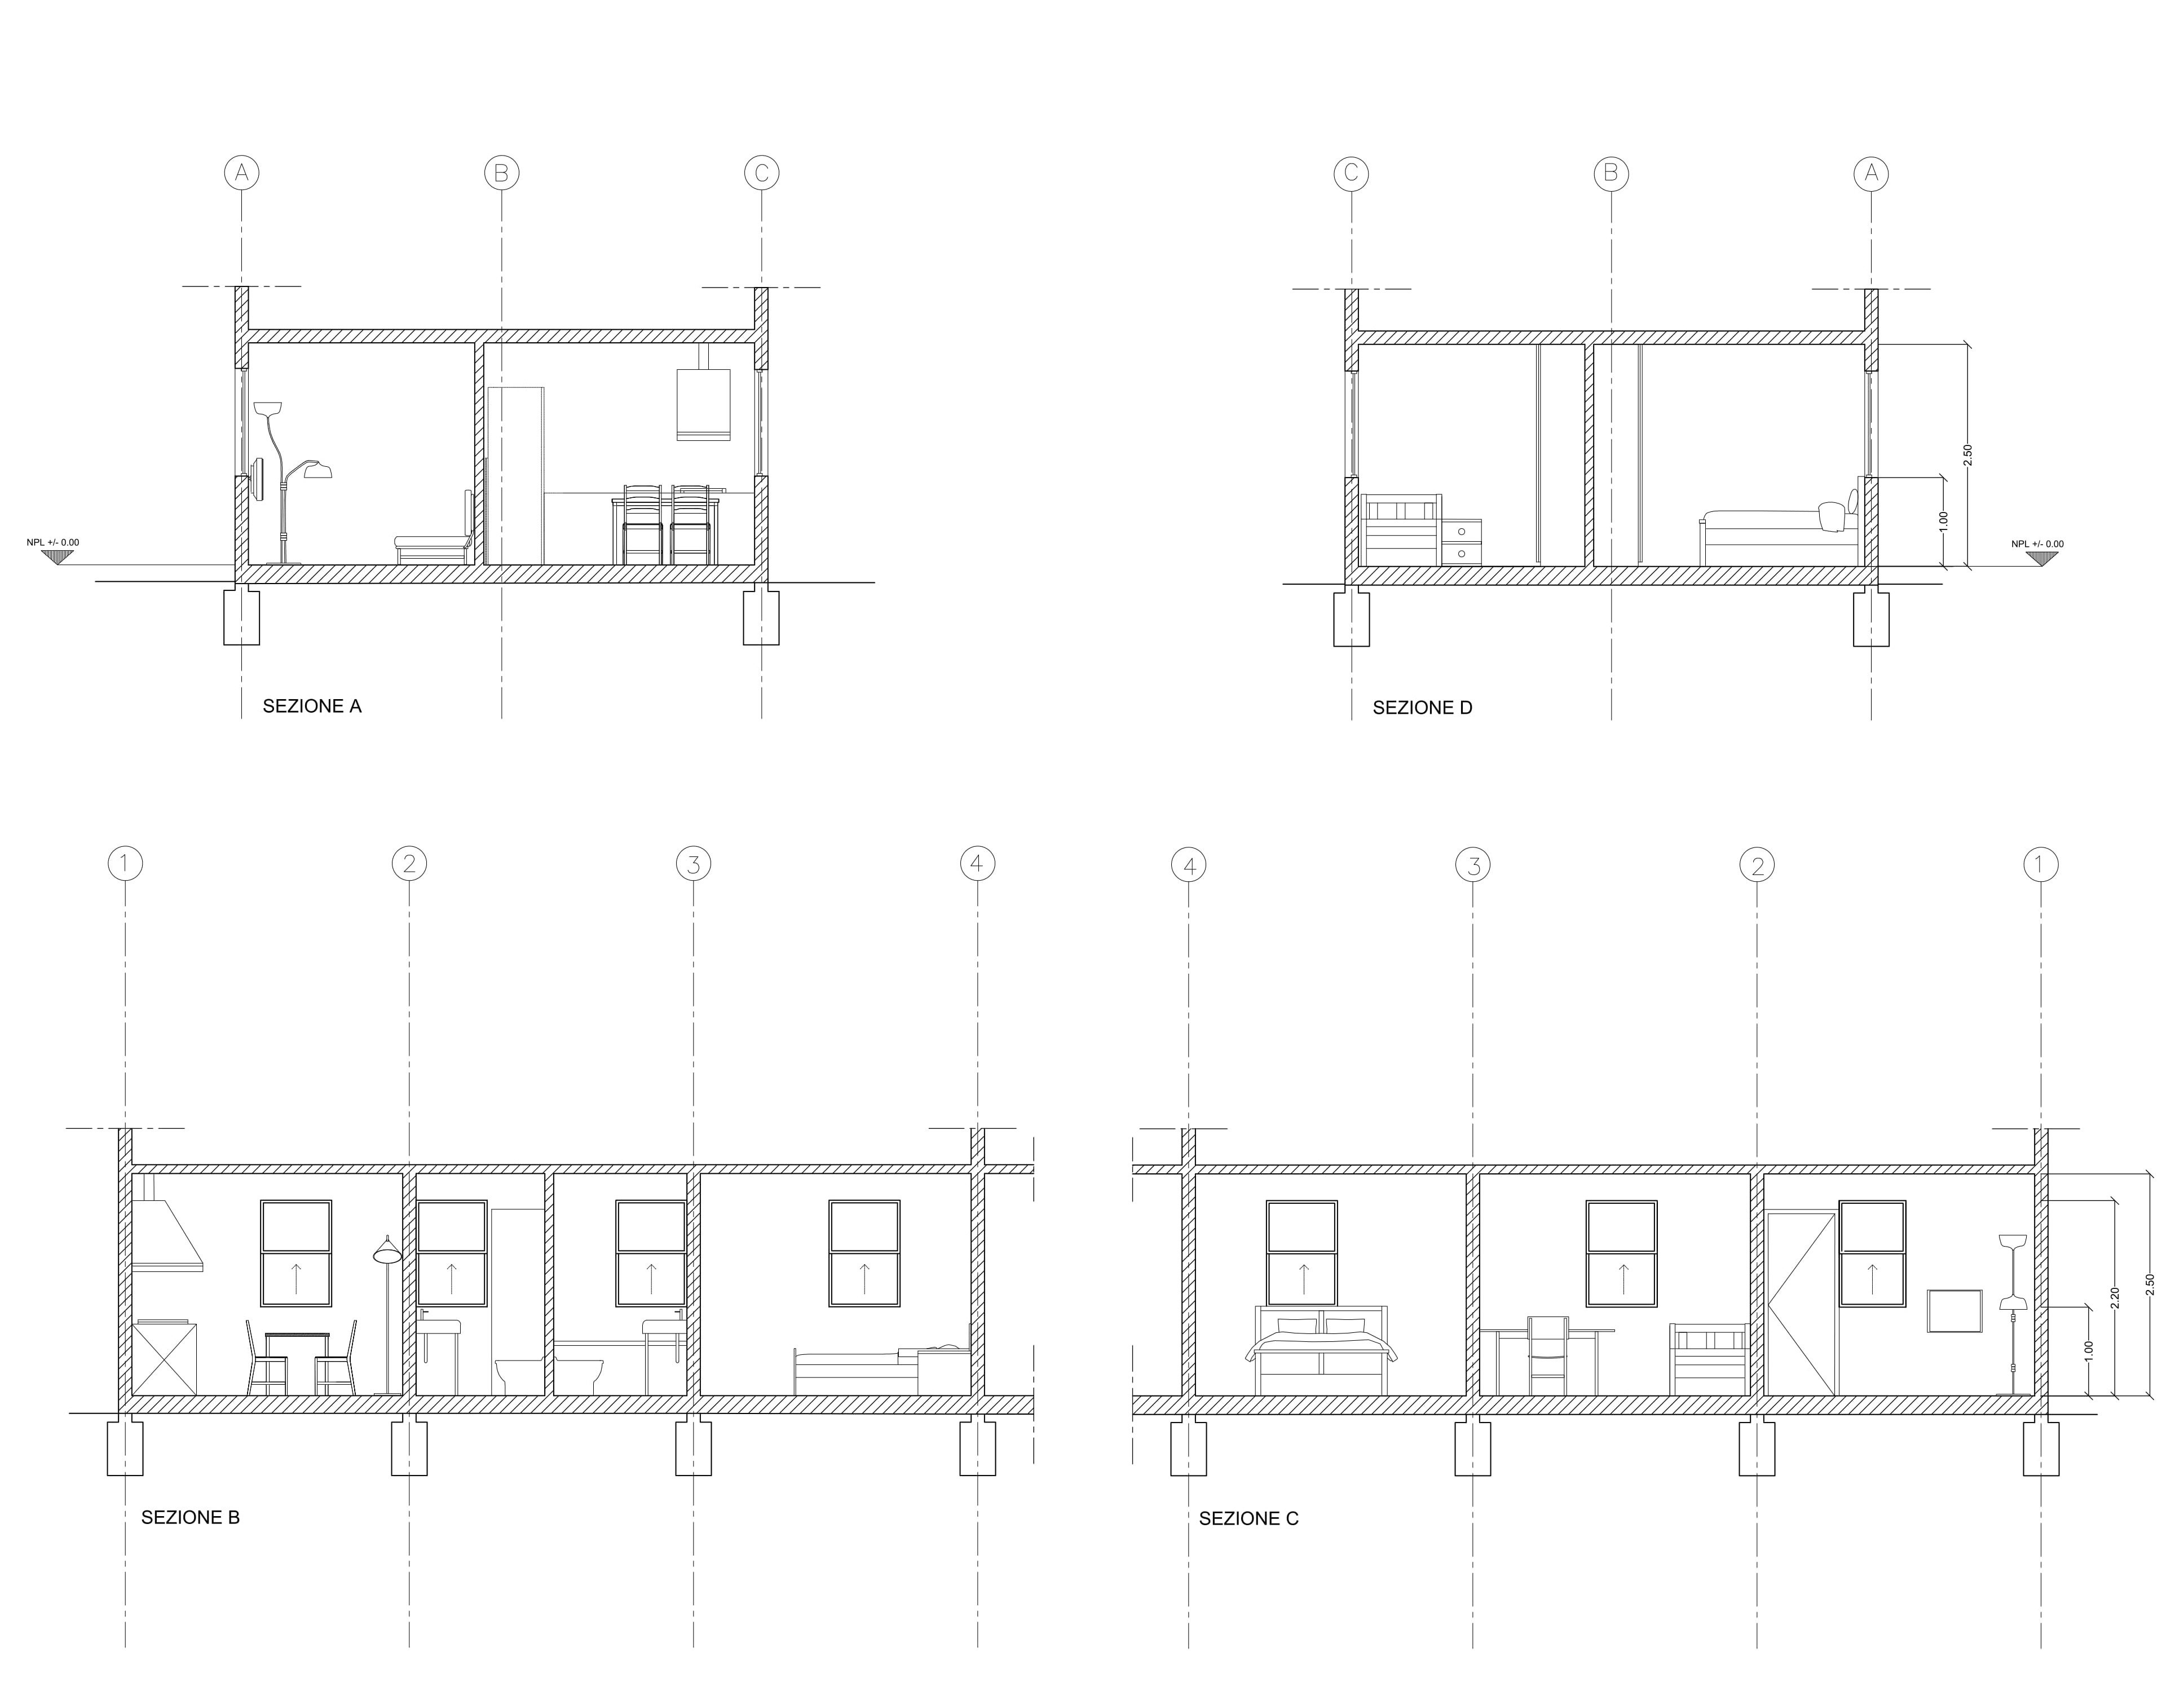 A B C
C B A
NPL +/- 0.00
2.50
1.00
NPL +/- 0.00
SEZIONE A
SEZIONE D
1 2 3 4
4 3 2 1
2.50
2.20
1.00
SEZIONE B
SEZIONE C